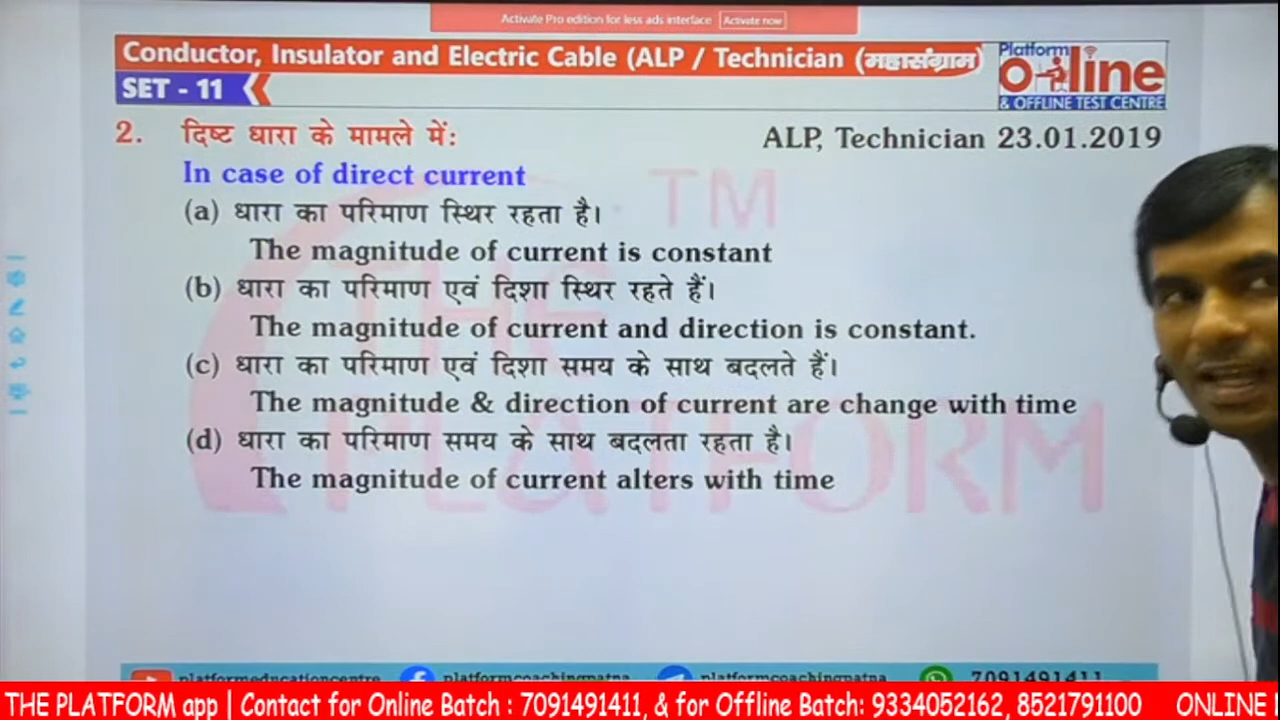 Activate Pro edition for less ads interface Activate now
Conductor, Insulator and Electric Cable (ALP / Technician (महासंग्राम)
Platform
Online
& OFFLINE TEST CENTRE
SET - 11
2. दिष्ट धारा के मामले में: ALP, Technician 23.01.2019
In case of direct current
(a) धारा का परिमाण स्थिर रहता है।
The magnitude of current is constant
(b) धारा का परिमाण एवं दिशा स्थिर रहते हैं।
The magnitude of current and direction is constant.
(c) धारा का परिमाण एवं दिशा समय के साथ बदलते हैं।
The magnitude & direction of current are change with time
(d) धारा का परिमाण समय के साथ बदलता रहता है।
The magnitude of current alters with time
THE PLATFORM TM
platformeducationcentre platformcoachingpatna platformcoachingpatna 7091491411
THE PLATFORM app | Contact for Online Batch : 7091491411, & for Offline Batch: 9334052162, 8521791100 ONLINE